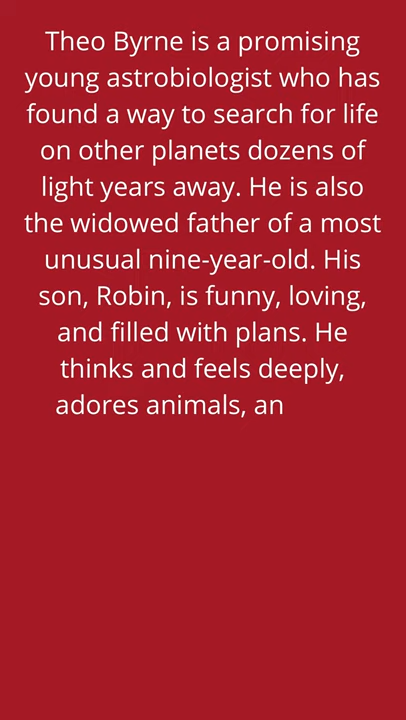 Theo Byrne is a promising
young astrobiologist who has
found a way to search for life
on other planets dozens of
light years away. He is also
the widowed father of a most
unusual nine-year-old. His
son, Robin, is funny, loving,
and filled with plans. He
thinks and feels deeply,
adores animals, an